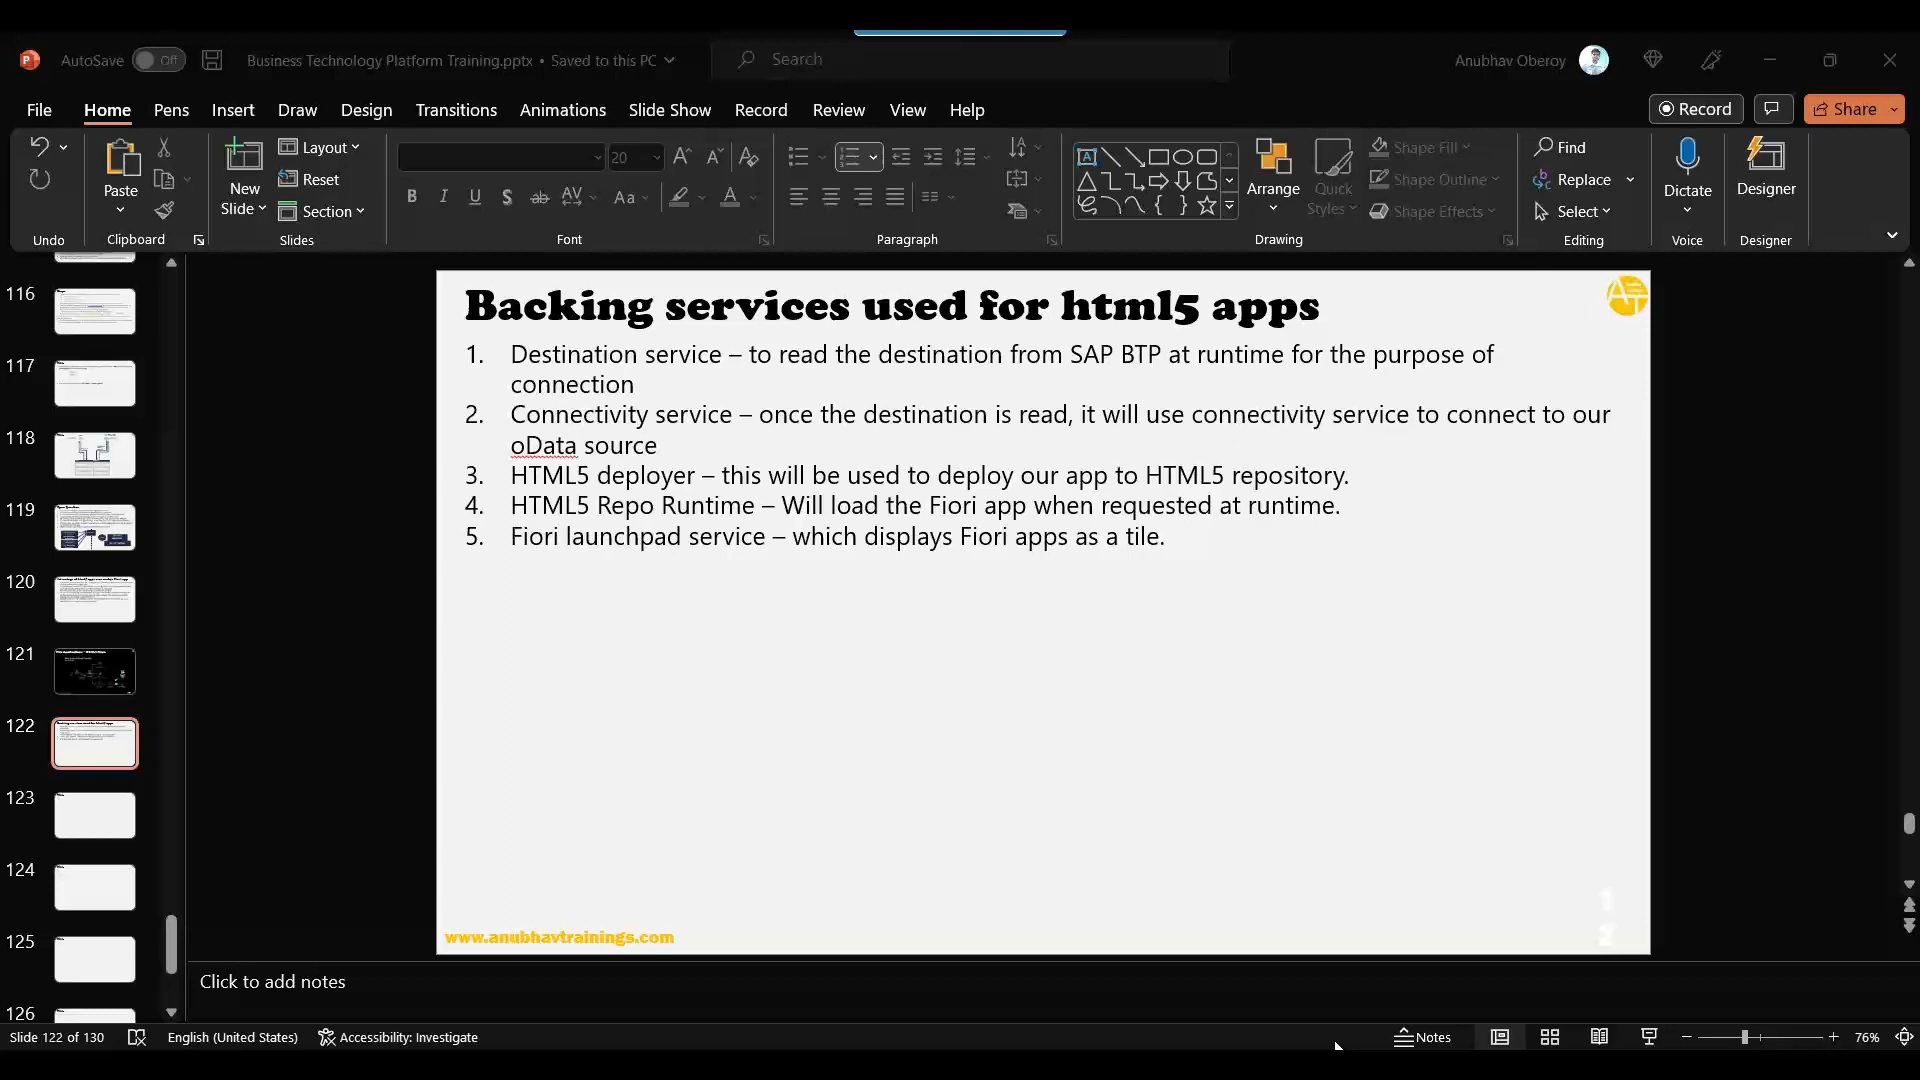 AutoSave Off Business Technology Platform Training.pptx • Saved to this PC Search Anubhav Oberoy
File Home Pens Insert Draw Design Transitions Animations Slide Show Record Review View Help Record Share
Paste
New Slide
Layout
Reset
Section
20
B I U S ab AV Aa A
Arrange
Quick Styles
Shape Fill
Shape Outline
Shape Effects
Find
Replace
Select
Dictate
Designer
Undo Clipboard Slides Font Paragraph Drawing Editing Voice Designer
116
117
118
119
120
121
122
123
124
125
126
Backing services used for html5 apps
1. Destination service – to read the destination from SAP BTP at runtime for the purpose of
connection
2. Connectivity service – once the destination is read, it will use connectivity service to connect to our
oData source
3. HTML5 deployer – this will be used to deploy our app to HTML5 repository.
4. HTML5 Repo Runtime – Will load the Fiori app when requested at runtime.
5. Fiori launchpad service – which displays Fiori apps as a tile.
www.anubhavtrainings.com
Click to add notes
Slide 122 of 130 English (United States) Accessibility: Investigate Notes 76%